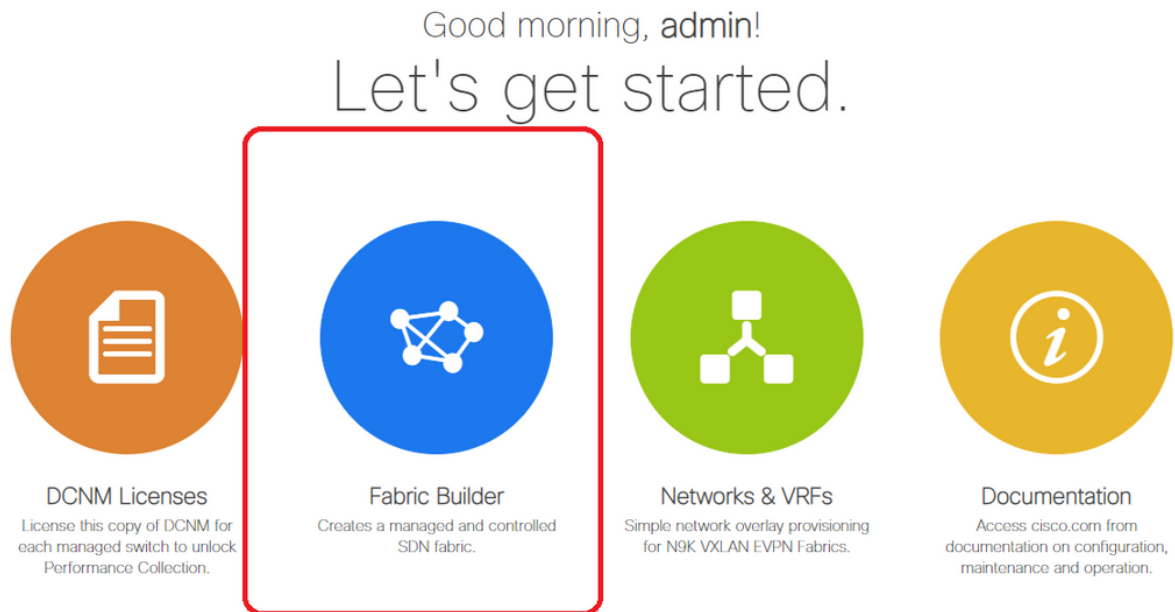 Good morning, admin!
Let's get started.
DCNM Licenses
License this copy of DCNM for
each managed switch to unlock
Performance Collection.
Fabric Builder
Creates a managed and controlled
SDN fabric.
Networks & VRFs
Simple network overlay provisioning
for N9K VXLAN EVPN Fabrics.
Documentation
Access cisco.com from
documentation on configuration,
maintenance and operation.